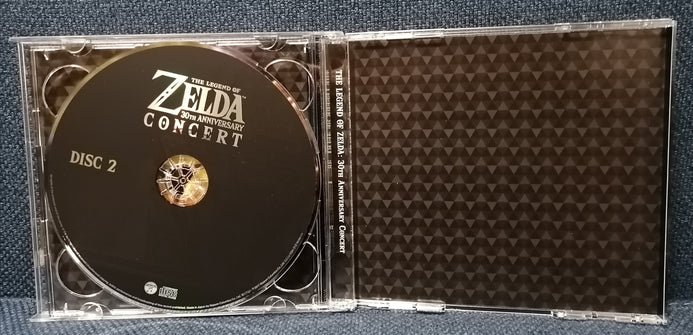 THE LEGEND OF
ZELDA
30TH ANNIVERSARY
CONCERT
DISC 2
THE LEGEND OF ZELDA: 30TH ANNIVERSARY CONCERT